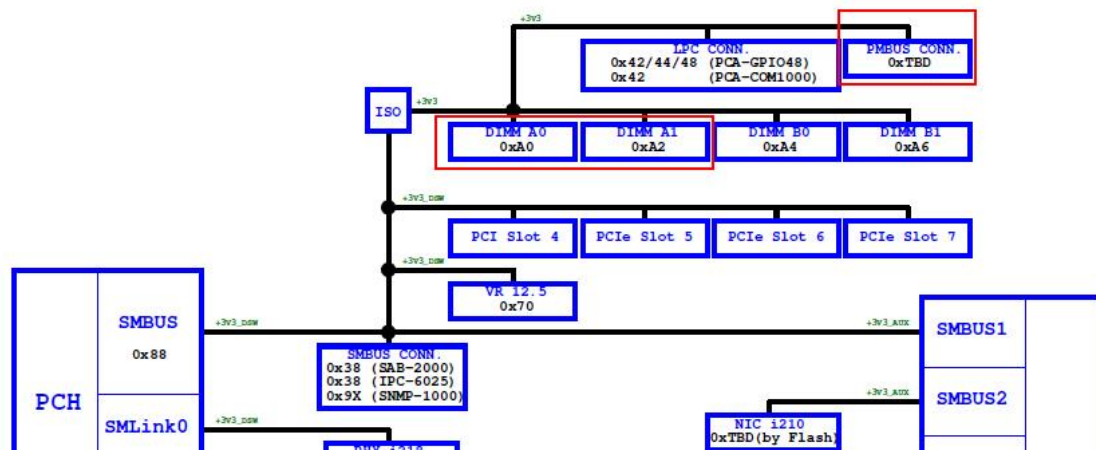 +3V3
LPC CONN.
0x42/44/48 (PCA-GPIO48)
0x42 (PCA-COM1000)
PMBUS CONN.
0xTBD
ISO
+3V3
DIMM A0
0xA0
DIMM A1
0xA2
DIMM B0
0xA4
DIMM B1
0xA6
+3V3_DSW
PCI Slot 4
PCIe Slot 5
PCIe Slot 6
PCIe Slot 7
+3V3_DSW
VR 12.5
0x70
SMBUS
0x88
+3V3_DSW
+3V3_AUX
SMBUS1
SMBUS CONN.
0x38 (SAB-2000)
0x38 (IPC-6025)
0x9X (SNMP-1000)
PCH
+3V3_AUX
SMBUS2
SMLink0
+3V3_DSW
NIC i210
0xTBD(by Flash)